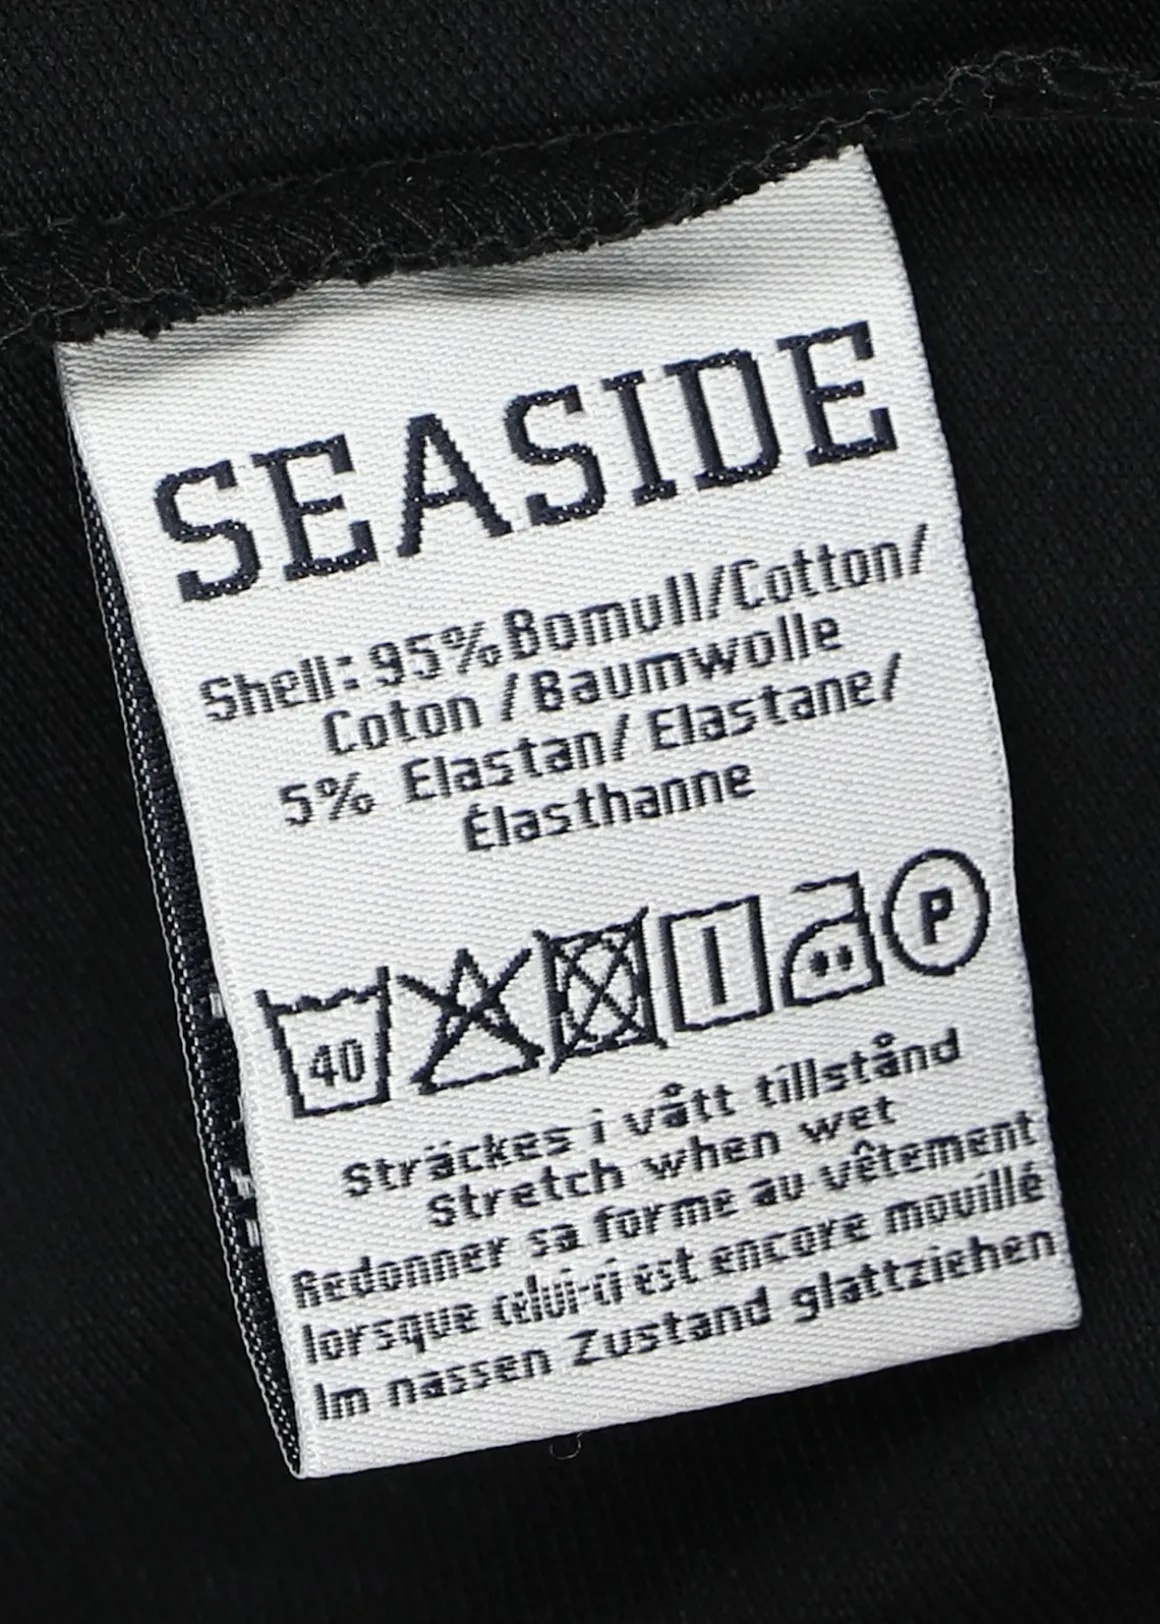 SEASIDE
Shell: 95% Bomull/Cotton/
Coton /Baumwolle
5% Elastan/ Elastane/
Élasthanne
40 P
Sträckes i vått tillstånd
Stretch when wet
Redonner sa forme au vêtement
lorsque celui-ci est encore mouillé
Im nassen Zustand glattziehen